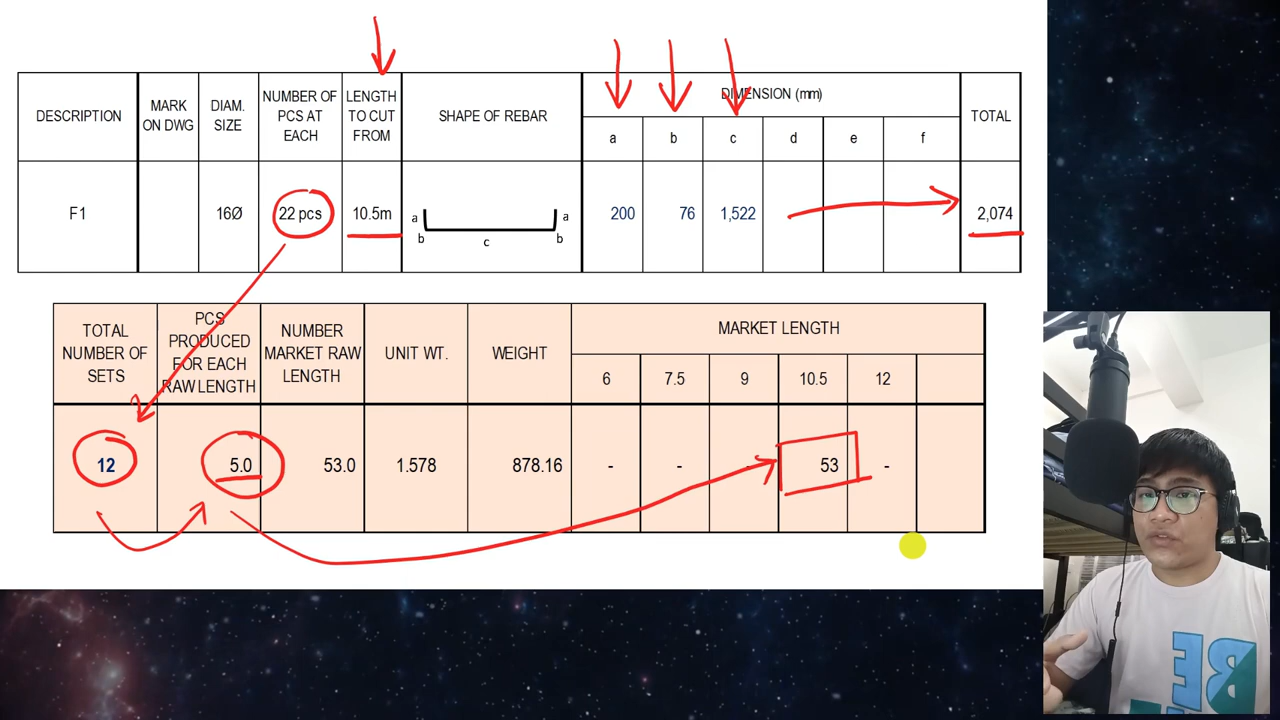 DESCRIPTION
MARK
ON DWG
DIAM.
SIZE
NUMBER OF
PCS AT
EACH
LENGTH
TO CUT
FROM
SHAPE OF REBAR
DIMENSION (mm)
a
b
c
d
e
f
TOTAL
F1
16Ø
22 pcs
10.5m
a
a
b
c
b
200
76
1,522
2,074
TOTAL
NUMBER OF
SETS
PCS
PRODUCED
FOR EACH
RAW LENGTH
NUMBER
MARKET RAW
LENGTH
UNIT WT.
WEIGHT
MARKET LENGTH
6
7.5
9
10.5
12
12
5.0
53.0
1.578
878.16
-
-
-
53
-
BE